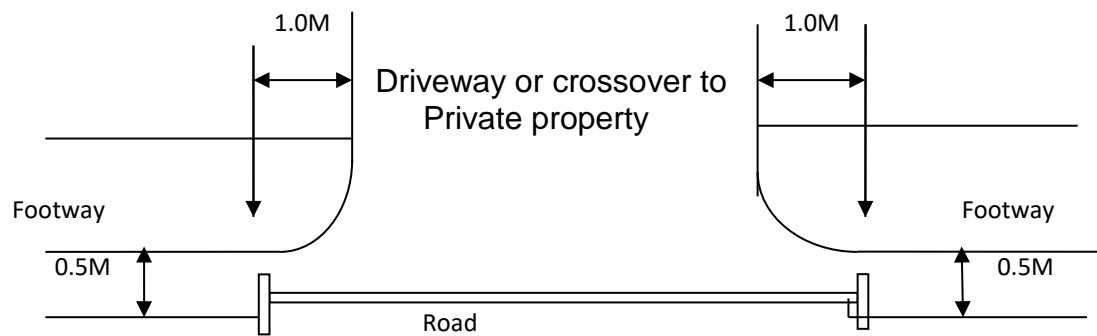 1.0M
1.0M
Driveway or crossover to
Private property
Footway
Footway
0.5M
0.5M
Road